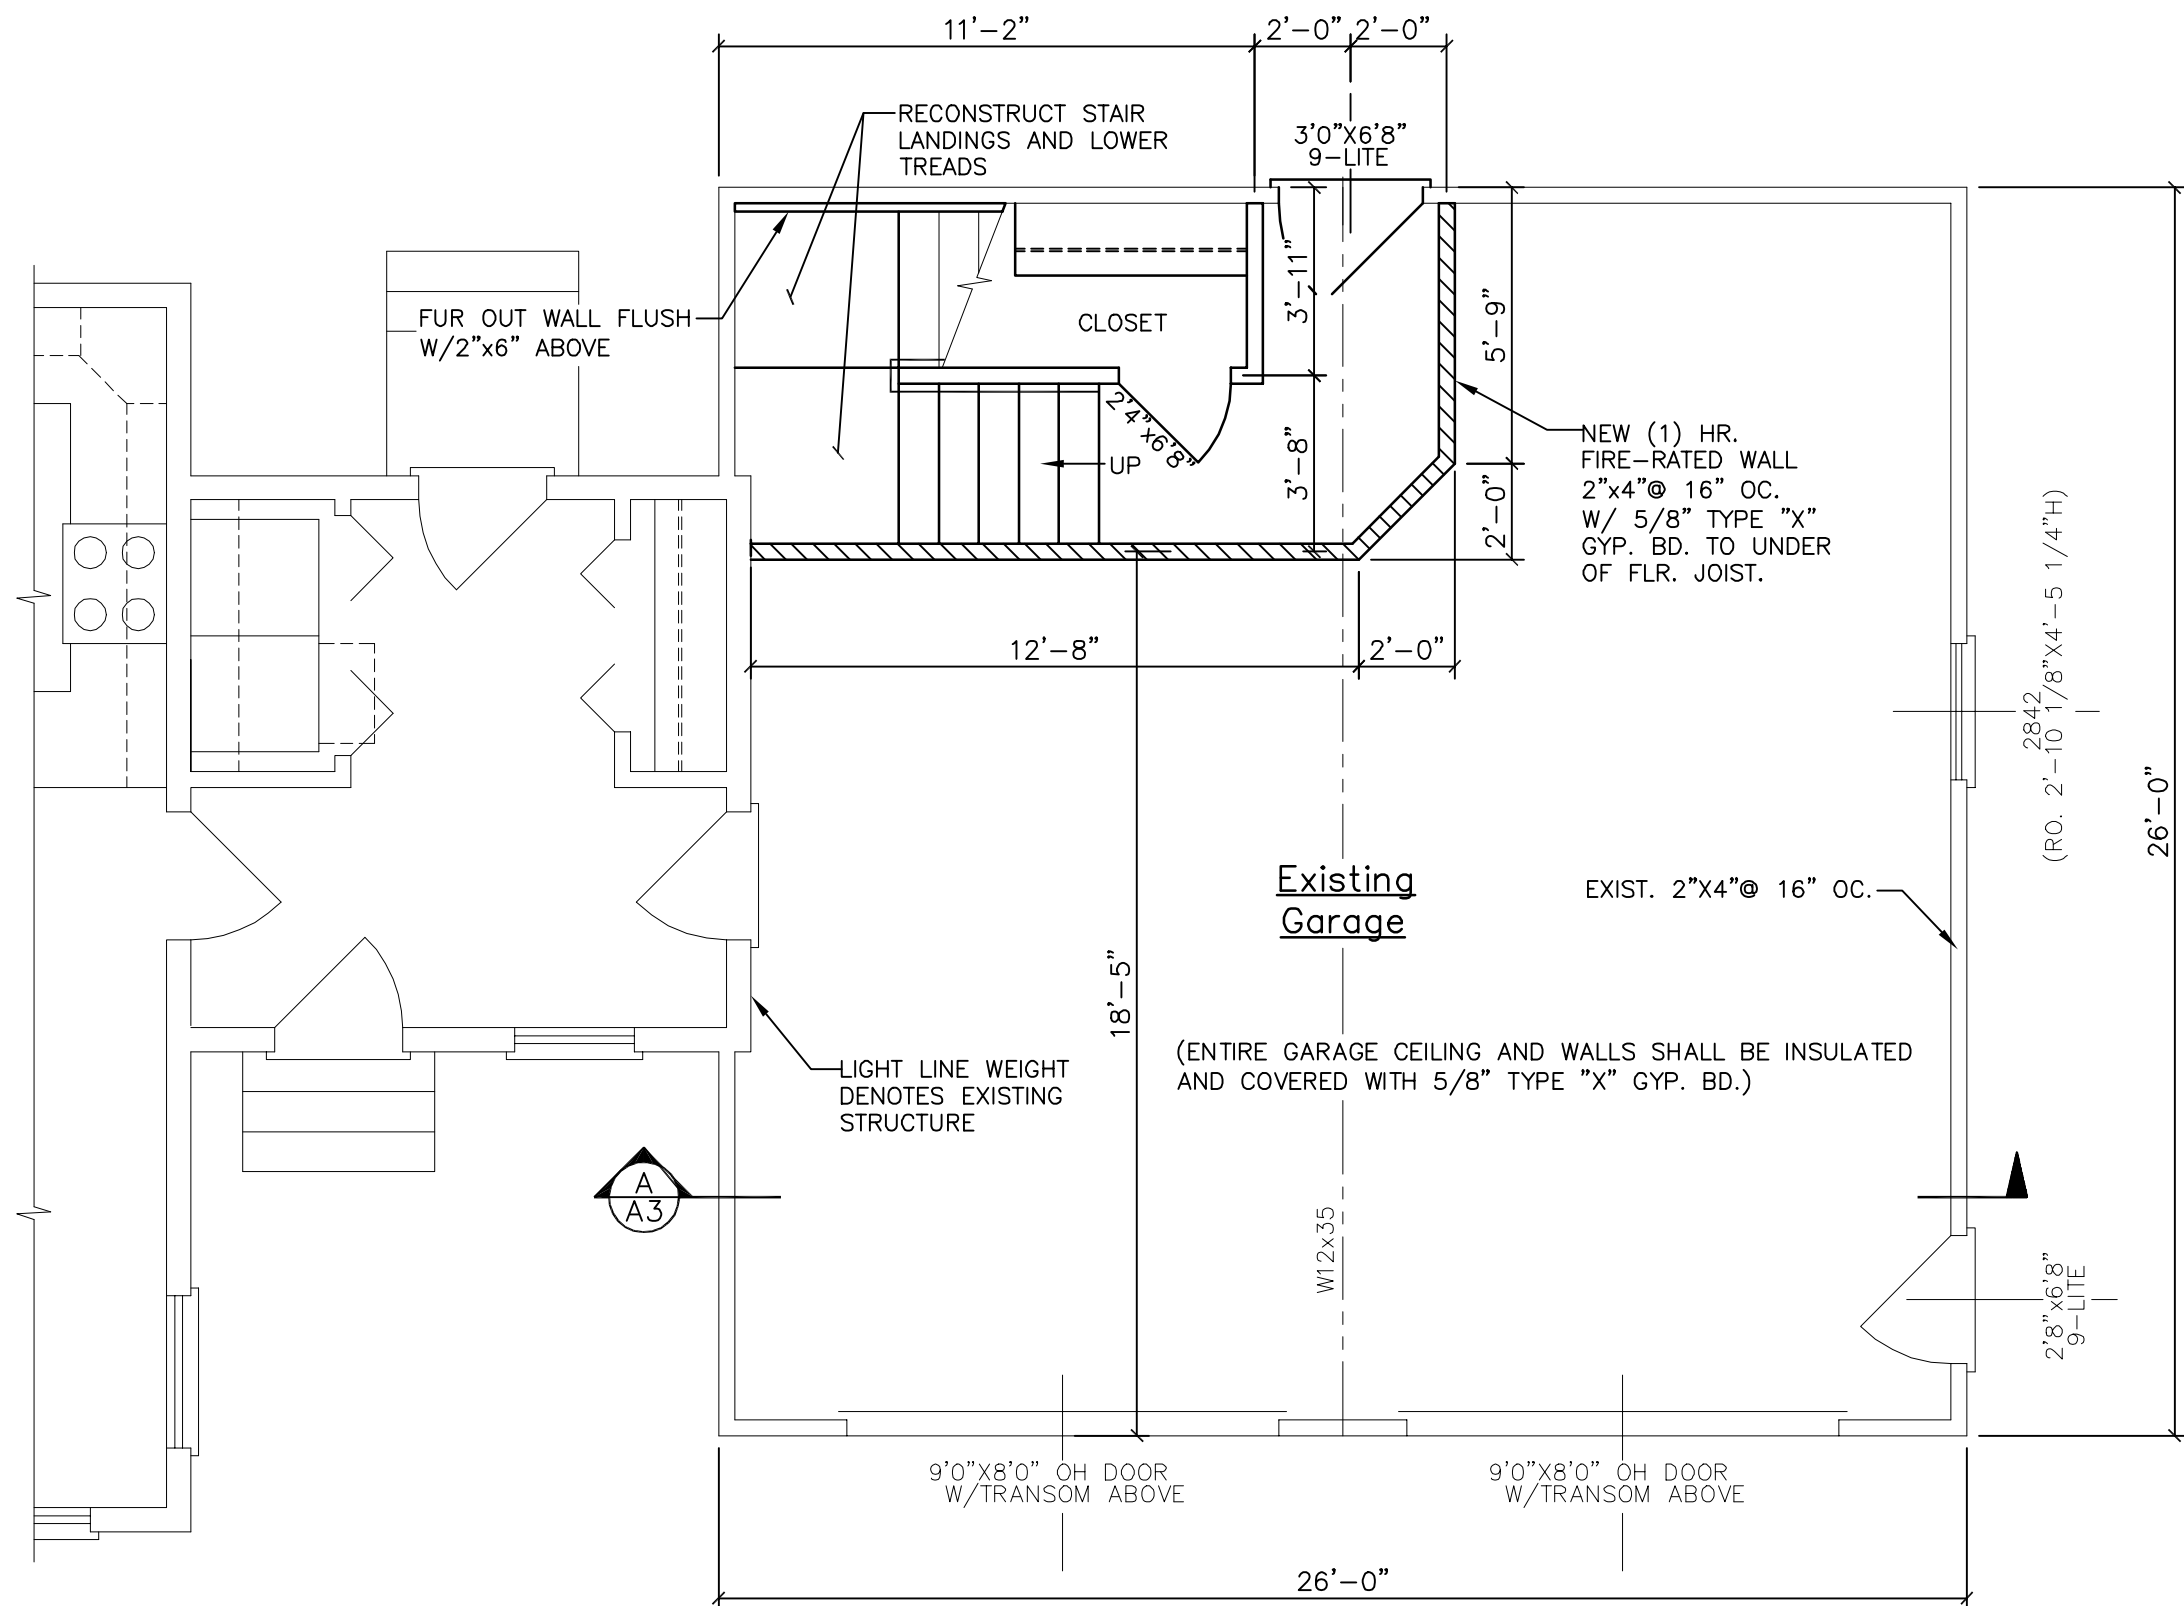 11'-2"
2'-0"
2'-0"
RECONSTRUCT STAIR
LANDINGS AND LOWER
TREADS
3'0"X6'8"
9-LITE
FUR OUT WALL FLUSH
W/2"x6" ABOVE
CLOSET
3'-11"
5'-9"
2'4"x6'8"
UP
3'-8"
2'-0"
NEW (1) HR.
FIRE-RATED WALL
2"x4"@ 16" OC.
W/ 5/8" TYPE "X"
GYP. BD. TO UNDER
OF FLR. JOIST.
12'-8"
2'-0"
2842
(RO. 2'-10 1/8"X4'-5 1/4"H)
26'-0"
Existing
Garage
EXIST. 2"X4"@ 16" OC.
18'-5"
(ENTIRE GARAGE CEILING AND WALLS SHALL BE INSULATED
AND COVERED WITH 5/8" TYPE "X" GYP. BD.)
LIGHT LINE WEIGHT
DENOTES EXISTING
STRUCTURE
A
A3
W12x35
2'8"x6'8"
9-LITE
9'0"X8'0" OH DOOR
W/TRANSOM ABOVE
9'0"X8'0" OH DOOR
W/TRANSOM ABOVE
26'-0"